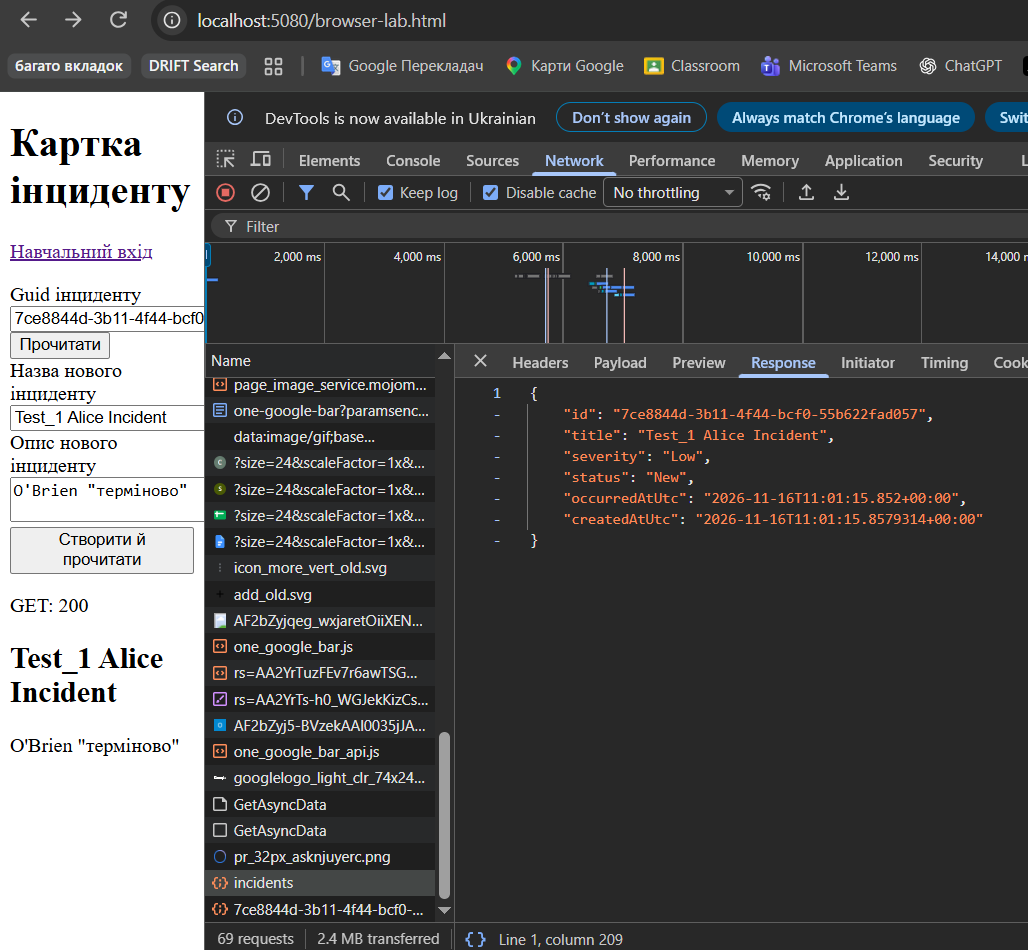 localhost:5080/browser-lab.html
багато вкладок
DRIFT Search
Google Перекладач
Карти Google
Classroom
Microsoft Teams
ChatGPT
Картка
інциденту
Навчальний вхід
Guid інциденту
7ce8844d-3b11-4f44-bcf0
Прочитати
Назва нового
інциденту
Test_1 Alice Incident
Опис нового
інциденту
O'Brien "терміново"
Створити й
прочитати
GET: 200
Test_1 Alice
Incident
O'Brien "терміново"
DevTools is now available in Ukrainian
Don't show again
Always match Chrome's language
Swit
Elements Console Sources Network Performance Memory Application Security L
Keep log Disable cache No throttling
Filter
2,000 ms 4,000 ms 6,000 ms 8,000 ms 10,000 ms 12,000 ms 14,000 
Name
page_image_service.mojom...
one-google-bar?paramsenc...
data:image/gif;base...
?size=24&scaleFactor=1x&...
?size=24&scaleFactor=1x&...
?size=24&scaleFactor=1x&...
?size=24&scaleFactor=1x&...
icon_more_vert_old.svg
add_old.svg
AF2bZyjqeg_wxjaretOiiXEN...
one_google_bar.js
rs=AA2YrTuzFEv7r6awTSG...
rs=AA2YrTs-h0_WGJekKizCs...
AF2bZyj5-BVzekAAI0035jJA...
one_google_bar_api.js
googlelogo_light_clr_74x24...
GetAsyncData
GetAsyncData
pr_32px_asknjuyerc.png
incidents
7ce8844d-3b11-4f44-bcf0-...
69 requests 2.4 MB transferred
Headers Payload Preview Response Initiator Timing Cook
1 {
- "id": "7ce8844d-3b11-4f44-bcf0-55b622fad057",
- "title": "Test_1 Alice Incident",
- "severity": "Low",
- "status": "New",
- "occurredAtUtc": "2026-11-16T11:01:15.852+00:00",
- "createdAtUtc": "2026-11-16T11:01:15.8579314+00:00"
- }
{} Line 1, column 209